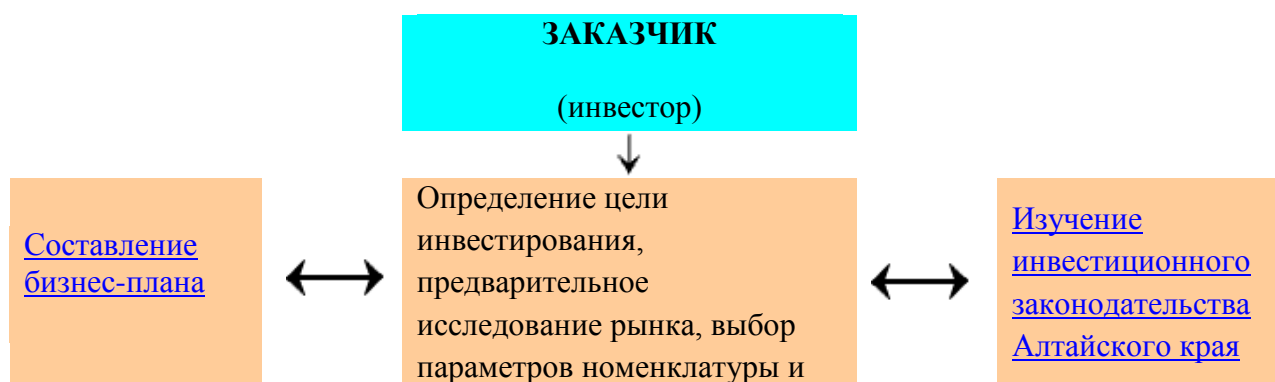 ЗАКАЗЧИК
(инвестор)
Составление
бизнес-плана
Определение цели
инвестирования,
предварительное
исследование рынка, выбор
параметров номенклатуры и
Изучение
инвестиционного
законодательства
Алтайского края